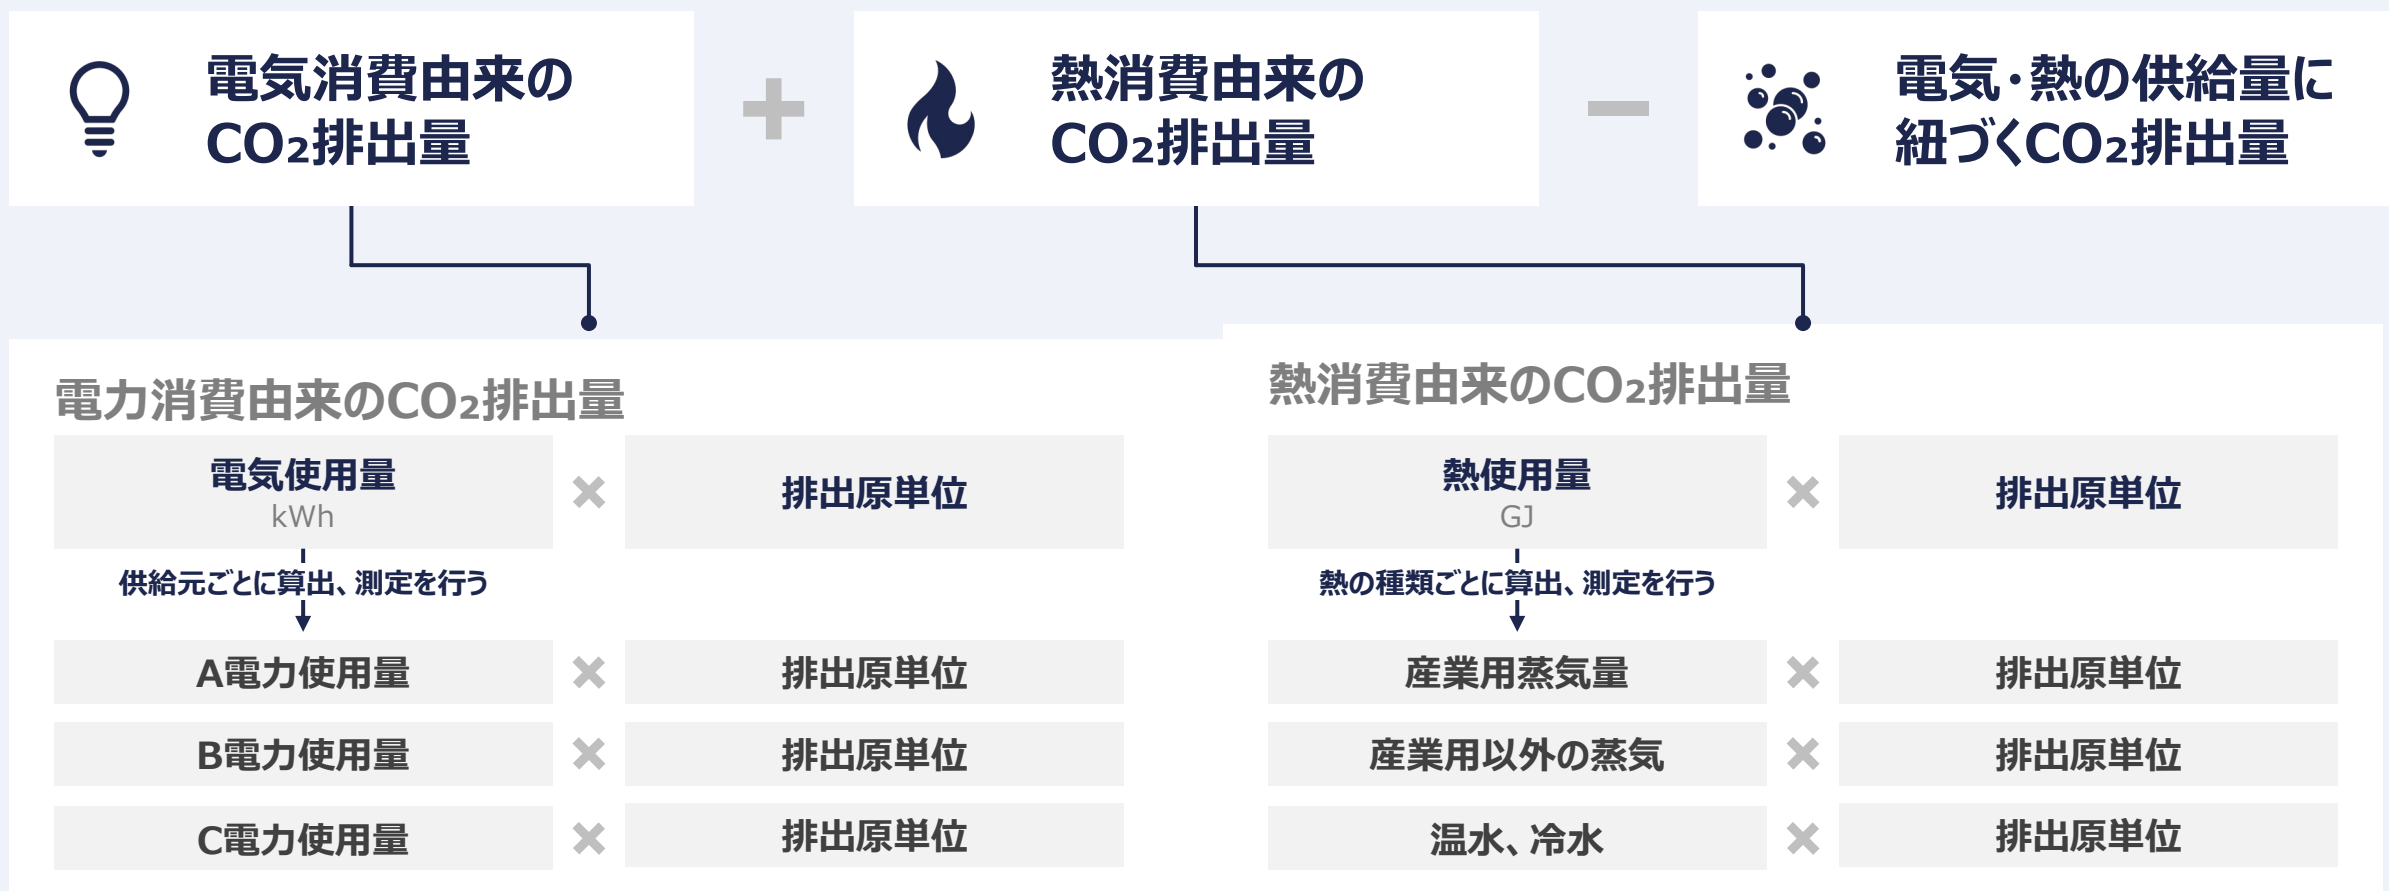 電気消費由来の
CO₂排出量
+
熱消費由来の
CO₂排出量
−
電気・熱の供給量に
紐づくCO₂排出量
電力消費由来のCO₂排出量
電気使用量
kWh
×
排出原単位
供給元ごとに算出、測定を行う
A電力使用量 × 排出原単位
B電力使用量 × 排出原単位
C電力使用量 × 排出原単位
熱消費由来のCO₂排出量
熱使用量
GJ
×
排出原単位
熱の種類ごとに算出、測定を行う
産業用蒸気量 × 排出原単位
産業用以外の蒸気 × 排出原単位
温水、冷水 × 排出原単位